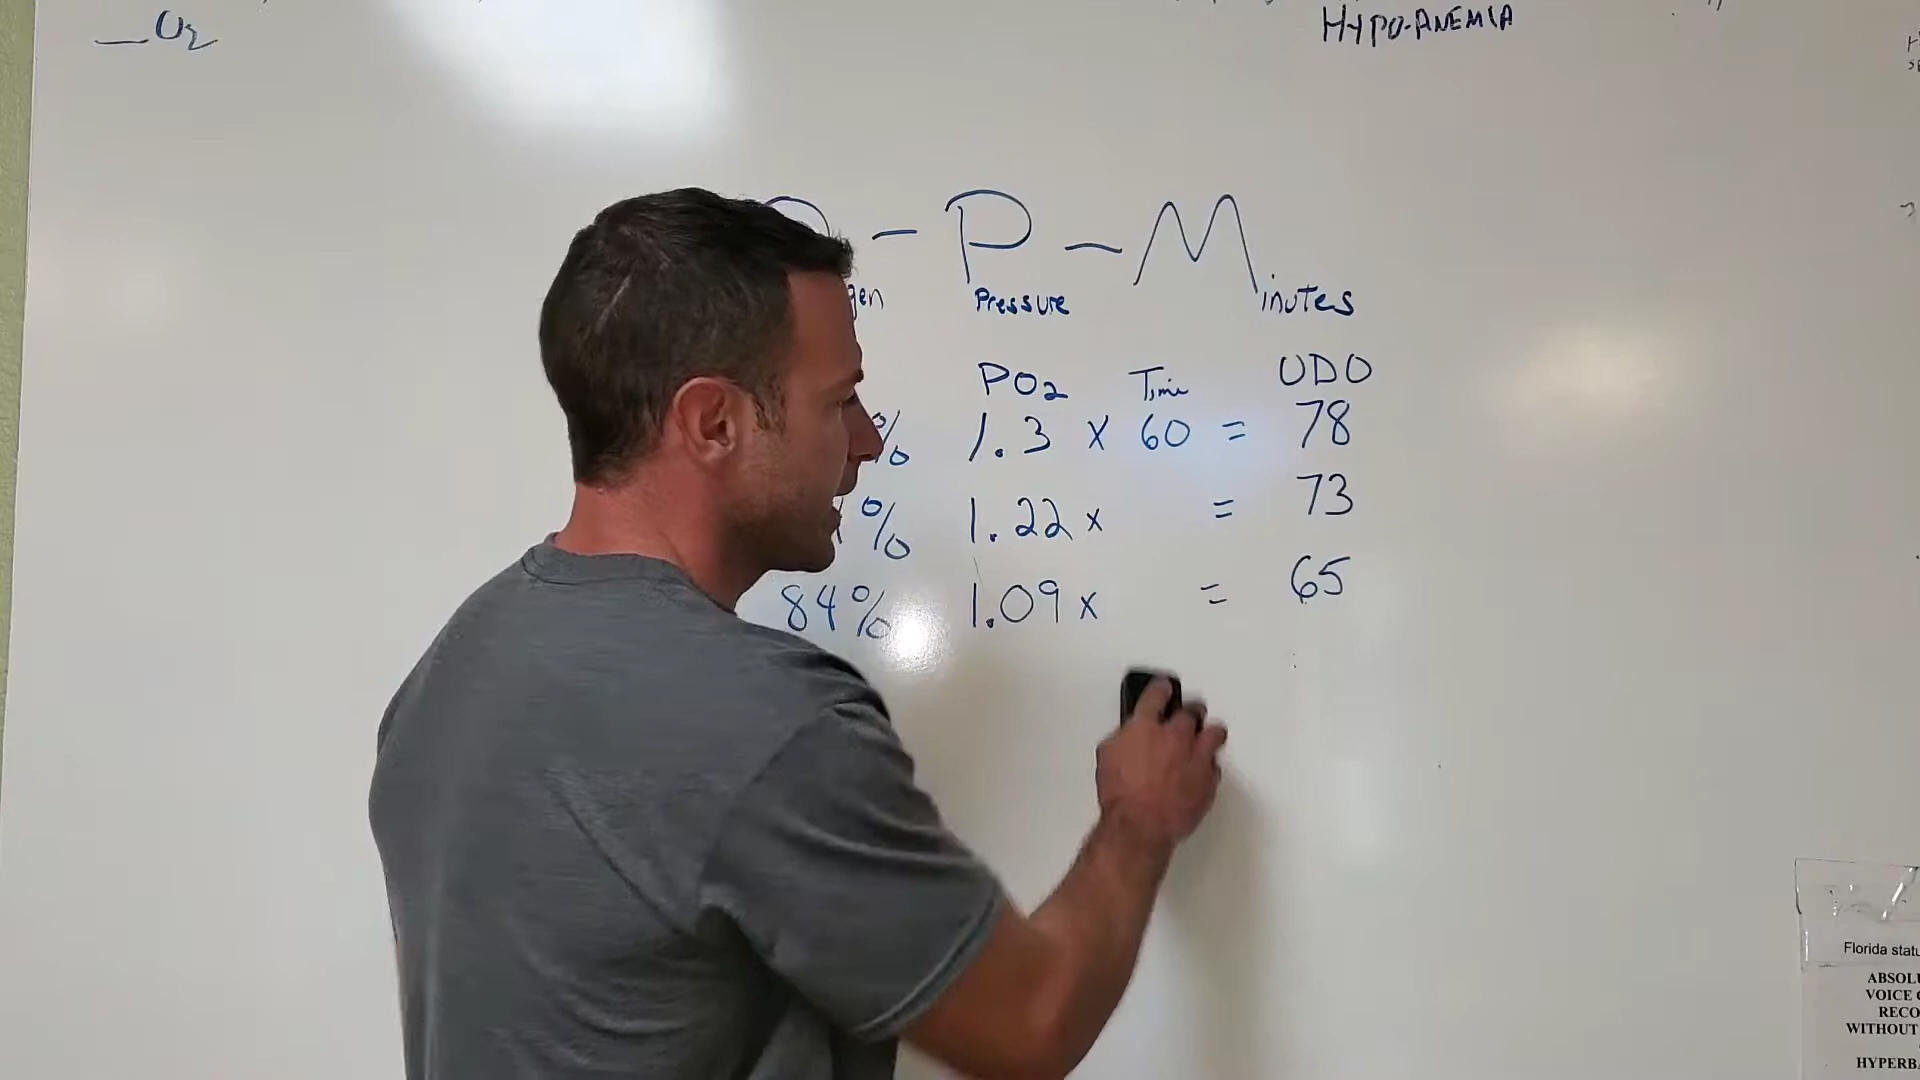 O₂
HYPO-ANEMIA
- P - M
Pressure inutes
PO₂ Time UDO
% 1.3 x 60 = 78
% 1.22 x = 73
84% 1.09 x = 65
Florida
ABSOL
VOICE
RECO
WITHOUT
HYPERB